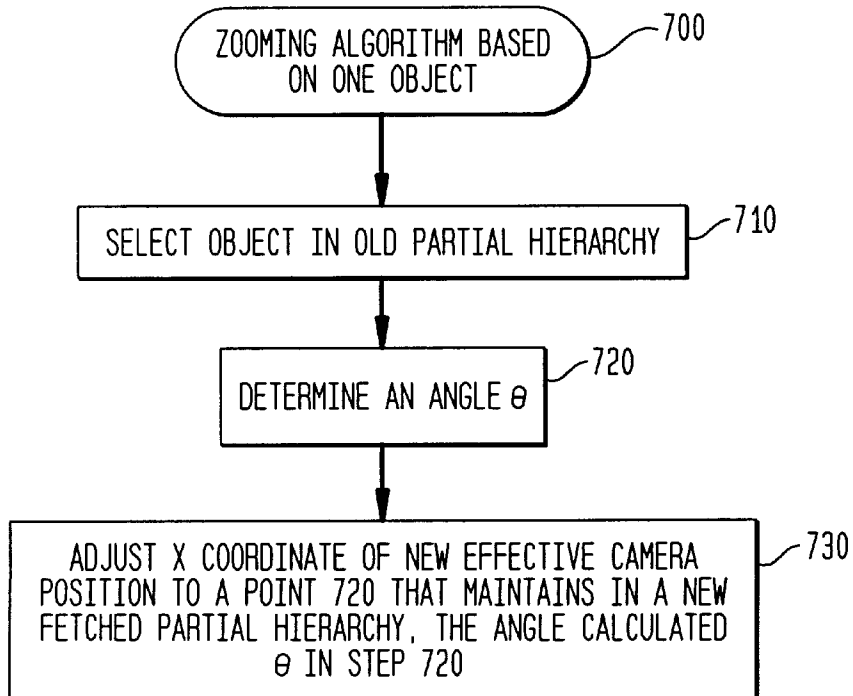 ZOOMING ALGORITHM BASED
ON ONE OBJECT
700
SELECT OBJECT IN OLD PARTIAL HIERARCHY
710
DETERMINE AN ANGLE θ
720
ADJUST X COORDINATE OF NEW EFFECTIVE CAMERA
POSITION TO A POINT 720 THAT MAINTAINS IN A NEW
FETCHED PARTIAL HIERARCHY, THE ANGLE CALCULATED
θ IN STEP 720
730